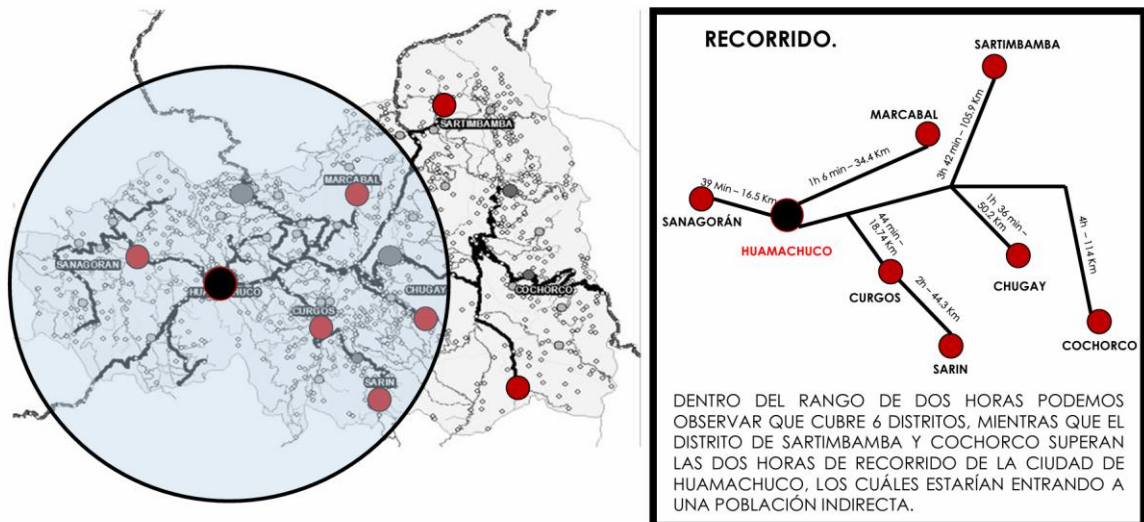 SARTIMBAMBA
MARCABAL
SANAGORAN
HUAMACHUCO
CHUGAY
COCHORCO
CURGOS
SARIN
RECORRIDO.
SARTIMBAMBA
MARCABAL
3h 42 min – 105.9 Km
1h 6 min – 34.4 Km
39 Min – 16.5 Km
SANAGORÁN
HUAMACHUCO
1h 36 min –
50.2 Km
44 min –
18.74 Km
4h – 114 Km
CURGOS
CHUGAY
2h – 44.3 Km
COCHORCO
SARIN
DENTRO DEL RANGO DE DOS HORAS PODEMOS
OBSERVAR QUE CUBRE 6 DISTRITOS, MIENTRAS QUE EL
DISTRITO DE SARTIMBAMBA Y COCHORCO SUPERAN
LAS DOS HORAS DE RECORRIDO DE LA CIUDAD DE
HUAMACHUCO, LOS CUÁLES ESTARÍAN ENTRANDO A
UNA POBLACIÓN INDIRECTA.